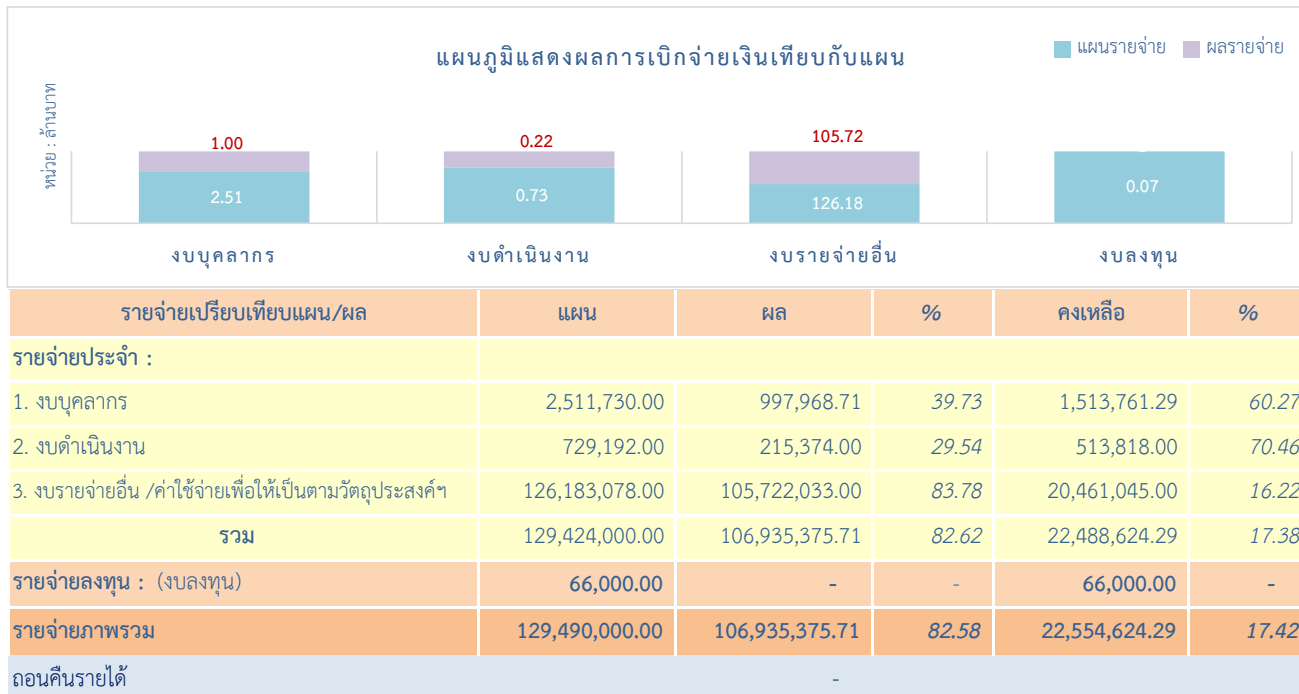 แผนภูมิแสดงผลการเบิกจ่ายเงินเทียบกับแผน
แผนรายจ่าย ผลรายจ่าย
หน่วย : ล้านบาท
1.00 0.22 105.72
2.51 0.73 126.18 0.07
งบบุคลากร งบดำเนินงาน งบรายจ่ายอื่น งบลงทุน
รายจ่ายเปรียบเทียบแผน/ผล แผน ผล % คงเหลือ %
รายจ่ายประจำ :
1. งบบุคลากร 2,511,730.00 997,968.71 39.73 1,513,761.29 60.27
2. งบดำเนินงาน 729,192.00 215,374.00 29.54 513,818.00 70.46
3. งบรายจ่ายอื่น /ค่าใช้จ่ายเพื่อให้เป็นตามวัตถุประสงค์ฯ 126,183,078.00 105,722,033.00 83.78 20,461,045.00 16.22
รวม 129,424,000.00 106,935,375.71 82.62 22,488,624.29 17.38
รายจ่ายลงทุน : (งบลงทุน) 66,000.00 - - 66,000.00 -
รายจ่ายภาพรวม 129,490,000.00 106,935,375.71 82.58 22,554,624.29 17.42
ถอนคืนรายได้ -